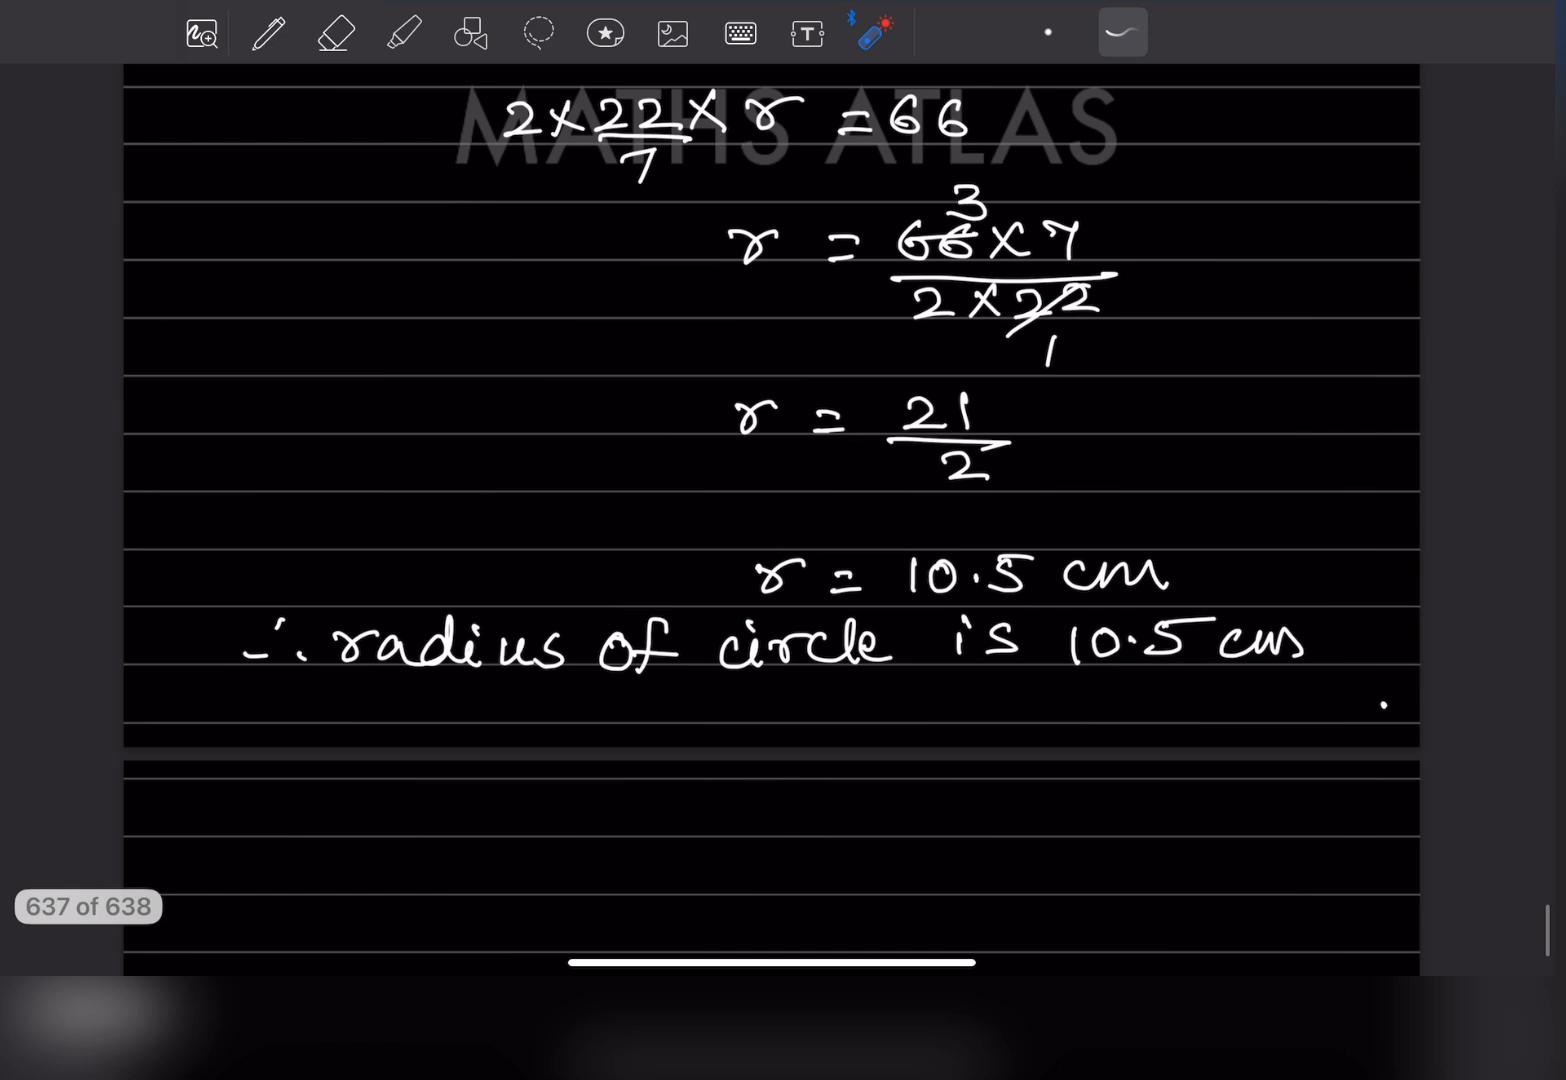 MATHS ATLAS
2 × 22/7 × r = 66
r = 66 × 7 / 2 × 22
3
1
r = 21/2
r = 10.5 cm
∴ radius of circle is 10.5 cm
637 of 638